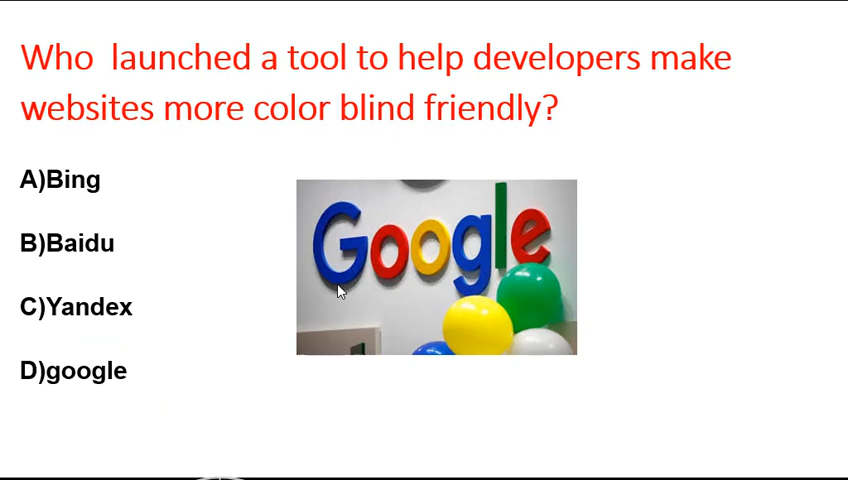 Who launched a tool to help developers make
websites more color blind friendly?
A)Bing
B)Baidu
C)Yandex
D)google
Google